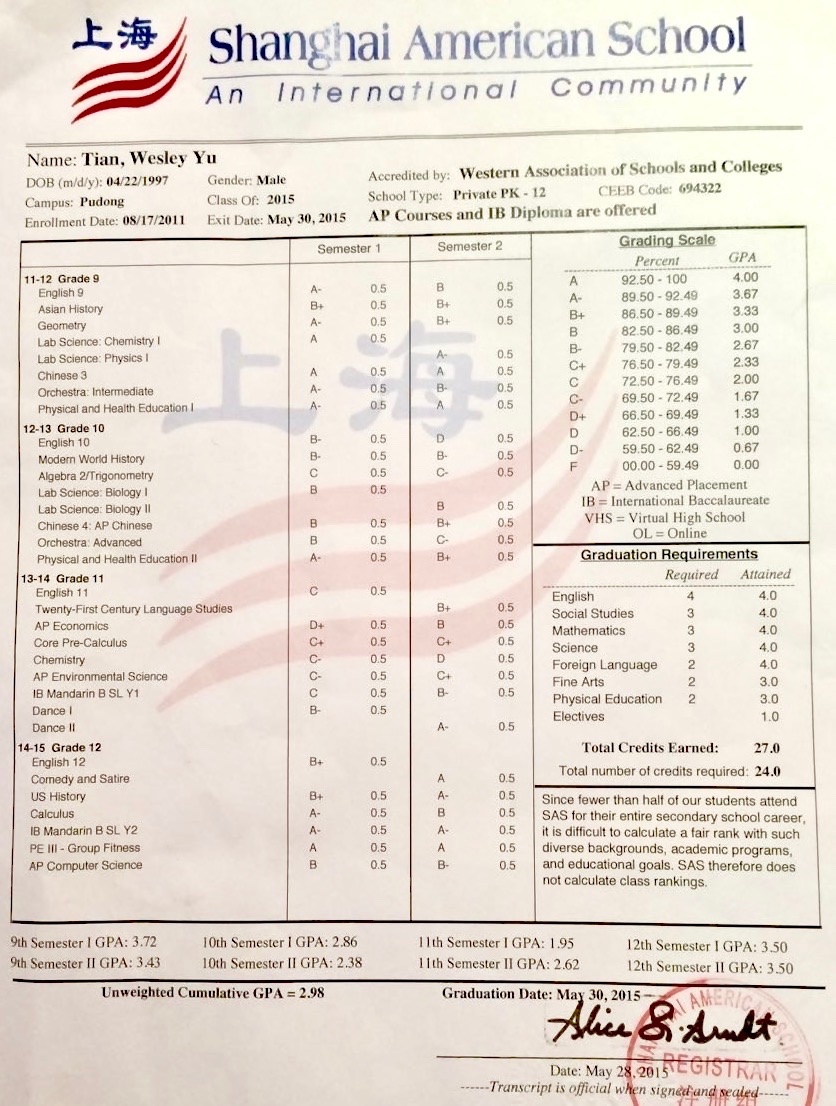 上海
Shanghai American School
An International Community
Name: Tian, Wesley Yu
DOB (m/d/y): 04/22/1997 Gender: Male
Campus: Pudong Class Of: 2015
Enrollment Date: 08/17/2011 Exit Date: May 30, 2015
Accredited by: Western Association of Schools and Colleges
School Type: Private PK - 12 CEEB Code: 694322
AP Courses and IB Diploma are offered
Semester 1 Semester 2
11-12 Grade 9
English 9 A- 0.5 B 0.5
Asian History B+ 0.5 B+ 0.5
Geometry A- 0.5 B+ 0.5
Lab Science: Chemistry I A 0.5
Lab Science: Physics I A- 0.5
Chinese 3 A 0.5 A 0.5
Orchestra: Intermediate A- 0.5 B- 0.5
Physical and Health Education I A- 0.5 A 0.5
12-13 Grade 10
English 10 B- 0.5 D 0.5
Modern World History B- 0.5 B- 0.5
Algebra 2/Trigonometry C 0.5 C- 0.5
Lab Science: Biology I B 0.5
Lab Science: Biology II B 0.5
Chinese 4: AP Chinese B 0.5 B+ 0.5
Orchestra: Advanced B 0.5 C- 0.5
Physical and Health Education II A- 0.5 B+ 0.5
13-14 Grade 11
English 11 C 0.5
Twenty-First Century Language Studies B+ 0.5
AP Economics D+ 0.5 B 0.5
Core Pre-Calculus C+ 0.5 C+ 0.5
Chemistry C- 0.5 D 0.5
AP Environmental Science C- 0.5 C+ 0.5
IB Mandarin B SL Y1 C 0.5 B- 0.5
Dance I B- 0.5
Dance II A- 0.5
14-15 Grade 12
English 12 B+ 0.5
Comedy and Satire A 0.5
US History B+ 0.5 A- 0.5
Calculus A- 0.5 B 0.5
IB Mandarin B SL Y2 A- 0.5 A- 0.5
PE III - Group Fitness A 0.5 A 0.5
AP Computer Science B 0.5 B- 0.5
上海
Grading Scale
Percent GPA
A 92.50 - 100 4.00
A- 89.50 - 92.49 3.67
B+ 86.50 - 89.49 3.33
B 82.50 - 86.49 3.00
B- 79.50 - 82.49 2.67
C+ 76.50 - 79.49 2.33
C 72.50 - 76.49 2.00
C- 69.50 - 72.49 1.67
D+ 66.50 - 69.49 1.33
D 62.50 - 66.49 1.00
D- 59.50 - 62.49 0.67
F 00.00 - 59.49 0.00
AP = Advanced Placement
IB = International Baccalaureate
VHS = Virtual High School
OL = Online
Graduation Requirements
Required Attained
English 4 4.0
Social Studies 3 4.0
Mathematics 3 4.0
Science 3 4.0
Foreign Language 2 4.0
Fine Arts 2 3.0
Physical Education 2 3.0
Electives 1.0
Total Credits Earned: 27.0
Total number of credits required: 24.0
Since fewer than half of our students attend
SAS for their entire secondary school career,
it is difficult to calculate a fair rank with such
diverse backgrounds, academic programs,
and educational goals. SAS therefore does
not calculate class rankings.
9th Semester I GPA: 3.72 10th Semester I GPA: 2.86 11th Semester I GPA: 1.95 12th Semester I GPA: 3.50
9th Semester II GPA: 3.43 10th Semester II GPA: 2.38 11th Semester II GPA: 2.62 12th Semester II GPA: 3.50
Unweighted Cumulative GPA = 2.98 Graduation Date: May 30, 2015
Alice G. Arndt
Date: May 28, 2015
------Transcript is official when signed and sealed------
SHANGHAI AMERICAN SCHOOL
REGISTRAR
注册组